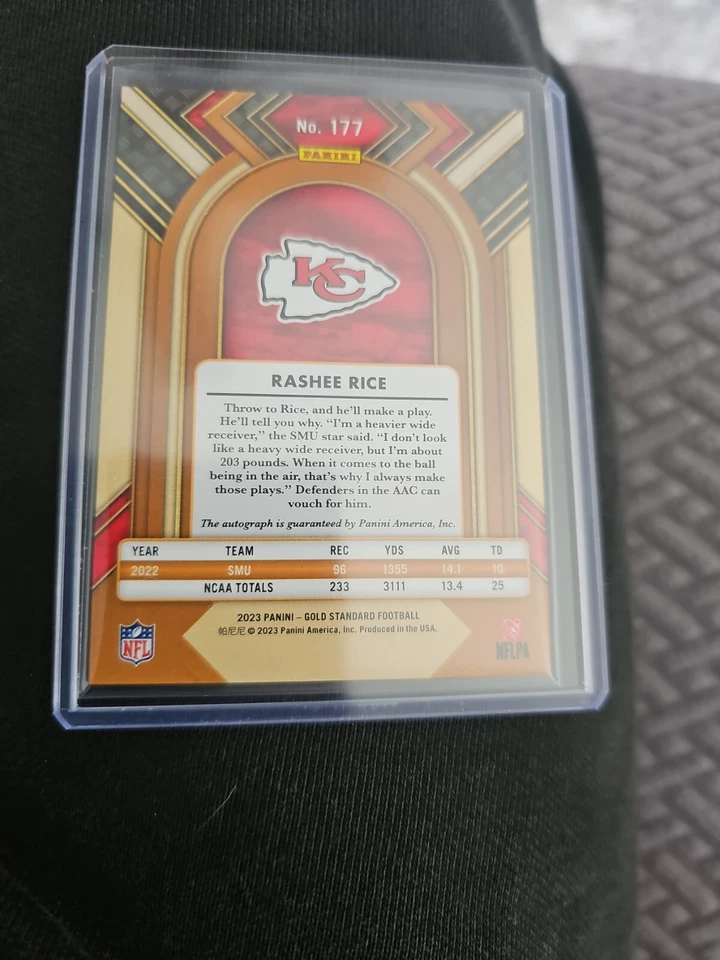 No. 177
PANINI
KC
RASHEE RICE
Throw to Rice, and he'll make a play.
He'll tell you why. “I'm a heavier wide
receiver,” the SMU star said. “I don't look
like a heavy wide receiver, but I'm about
203 pounds. When it comes to the ball
being in the air, that's why I always make
those plays.” Defenders in the AAC can
vouch for him.
The autograph is guaranteed by Panini America, Inc.
YEAR TEAM REC YDS AVG TD
2022 SMU 96 1355 14.1 10
NCAA TOTALS 233 3111 13.4 25
2023 PANINI – GOLD STANDARD FOOTBALL
帕尼尼 © 2023 Panini America, Inc. Produced in the USA.
NFL
NFLPA